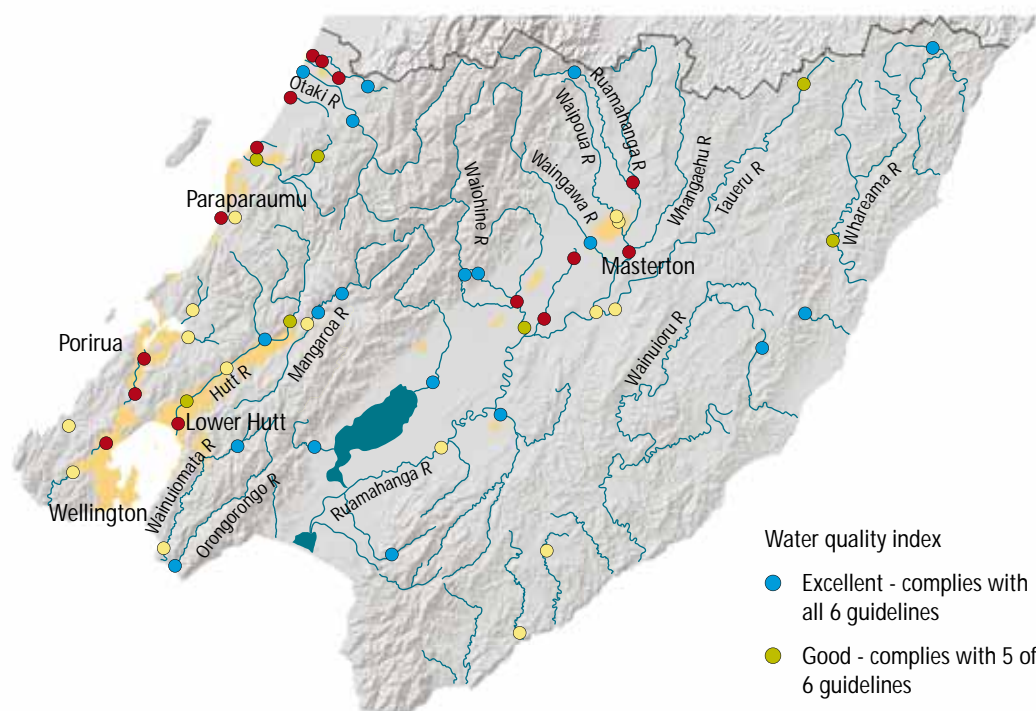 Otaki R
Ruamahanga R
Waipoua R
Waingawa R
Whangaehu R
Taueru R
Whareama R
Waiohine R
Paraparaumu
Masterton
Porirua
Mangaroa R
Hutt R
Wainuioru R
Lower Hutt
Wainuiomata R
Orongorongo R
Ruamahanga R
Wellington
Water quality index
Excellent - complies with
all 6 guidelines
Good - complies with 5 of
6 guidelines